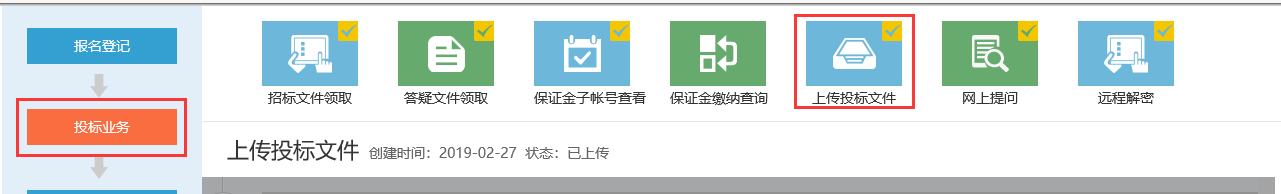 报名登记
投标业务
招标文件领取
答疑文件领取
保证金子帐号查看
保证金缴纳查询
上传投标文件
网上提问
远程解密
上传投标文件 创建时间：2019-02-27 状态：已上传